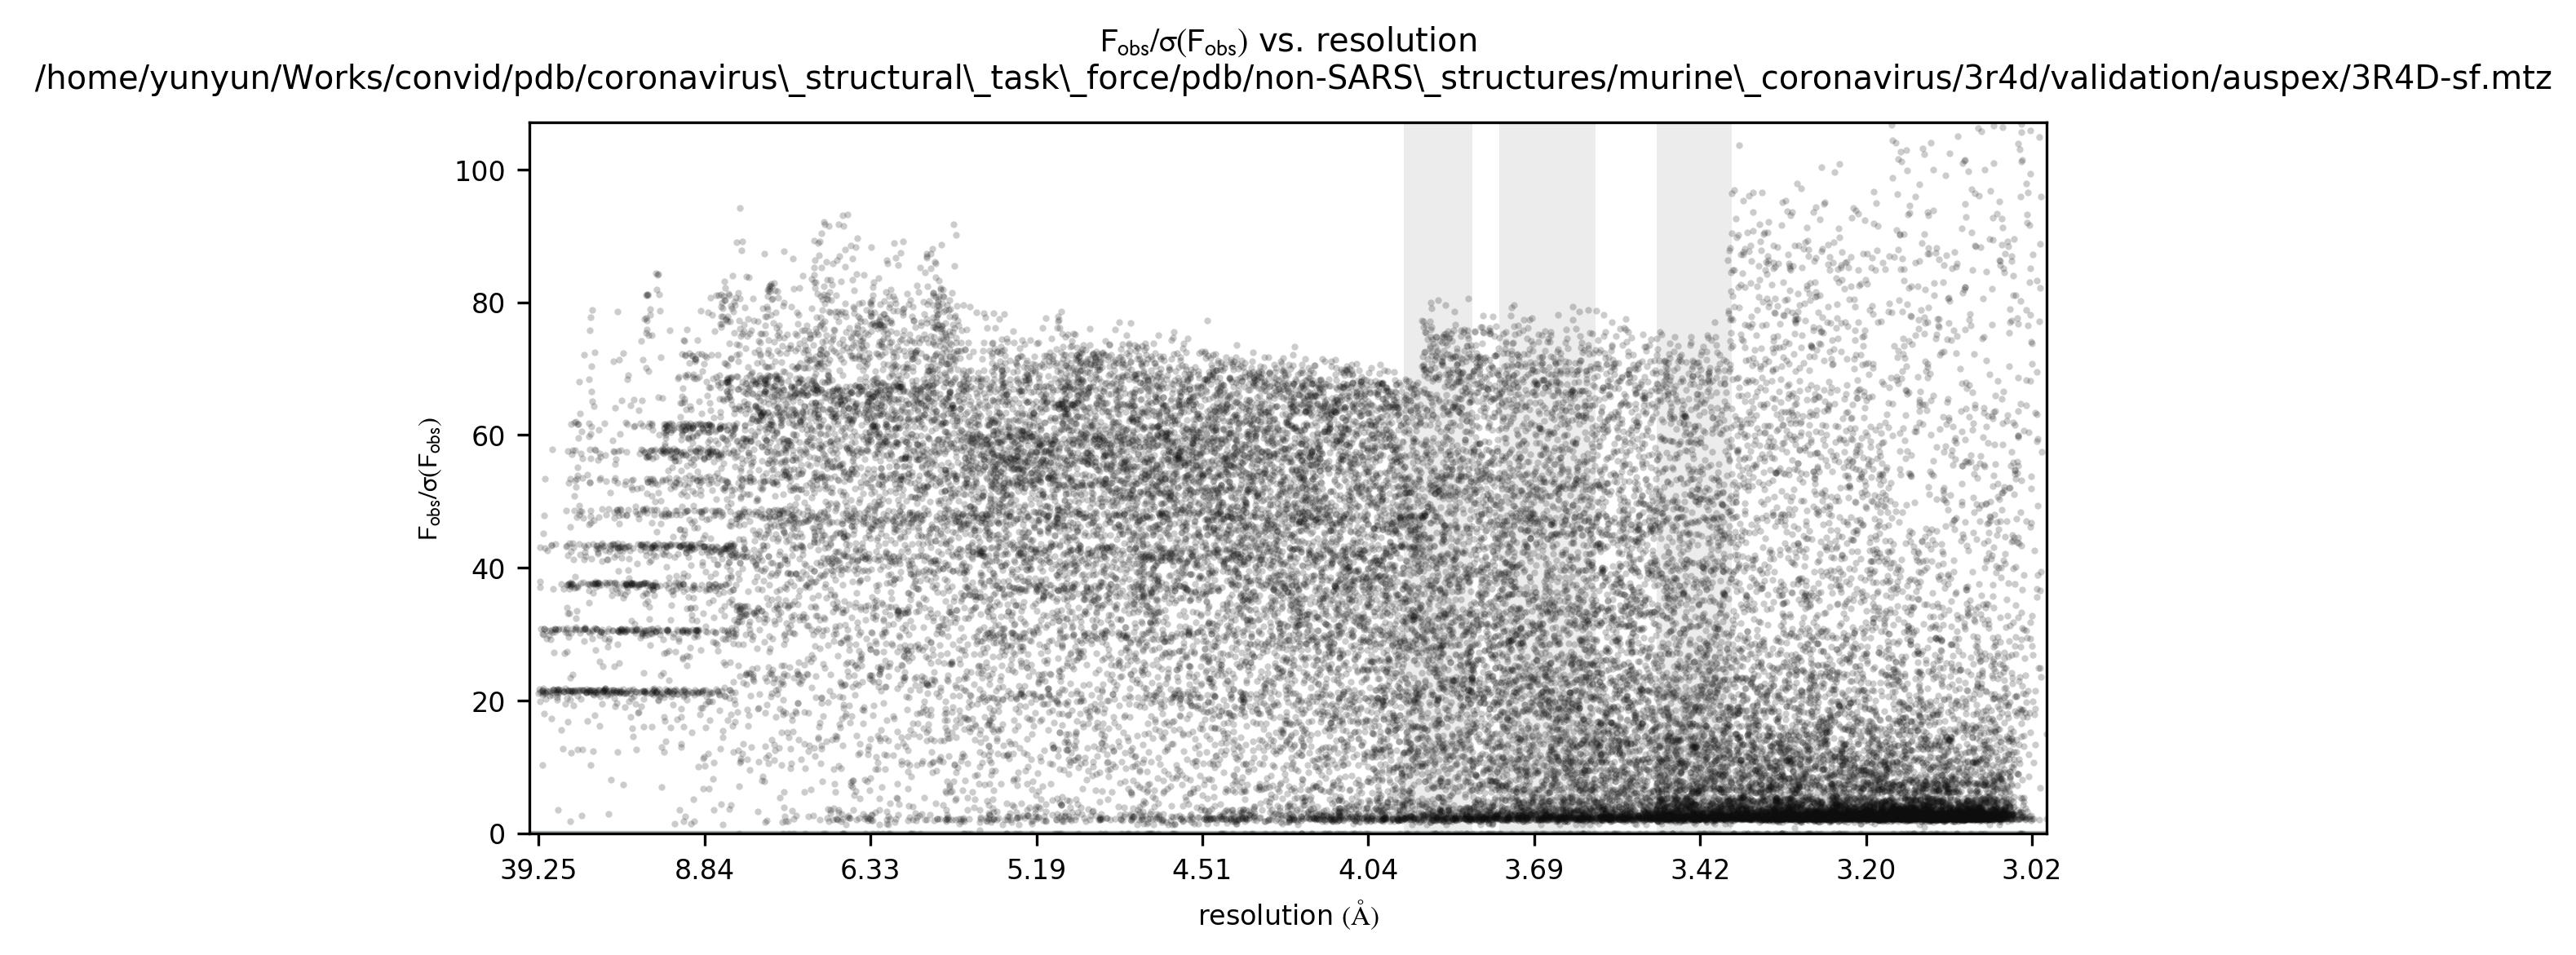 Fobs/σ(Fobs) vs. resolution
/home/yunyun/Works/convid/pdb/coronavirus\_structural\_task\_force/pdb/non-SARS\_structures/murine\_coronavirus/3r4d/validation/auspex/3R4D-sf.mtz
100
80
60
40
20
0
Fobs/σ(Fobs)
39.25 8.84 6.33 5.19 4.51 4.04 3.69 3.42 3.20 3.02
resolution (Å)